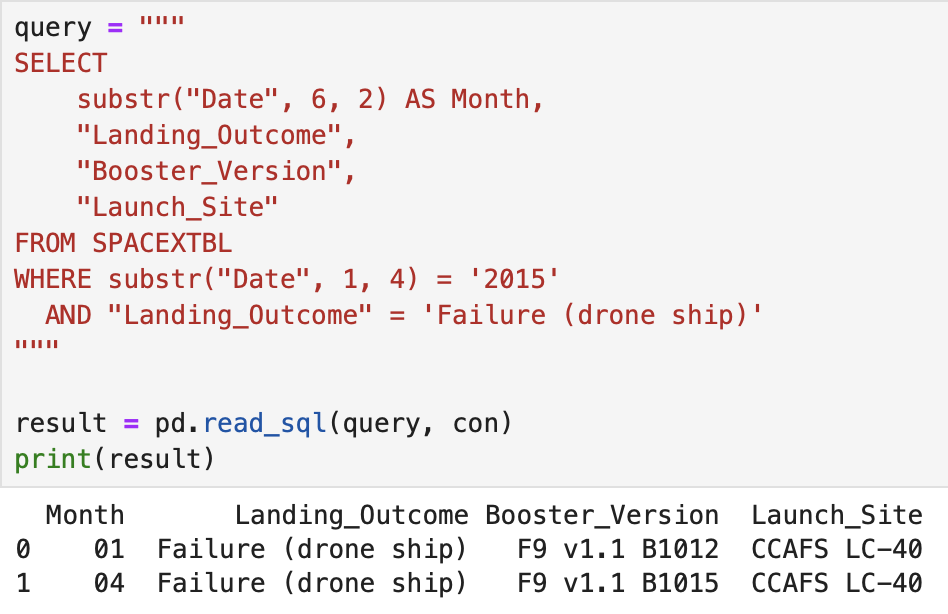 query = """
SELECT
    substr("Date", 6, 2) AS Month,
    "Landing_Outcome",
    "Booster_Version",
    "Launch_Site"
FROM SPACEXTBL
WHERE substr("Date", 1, 4) = '2015'
  AND "Landing_Outcome" = 'Failure (drone ship)'
"""
result = pd.read_sql(query, con)
print(result)
  Month           Landing_Outcome Booster_Version  Launch_Site
0    01  Failure (drone ship)   F9 v1.1 B1012  CCAFS LC-40
1    04  Failure (drone ship)   F9 v1.1 B1015  CCAFS LC-40